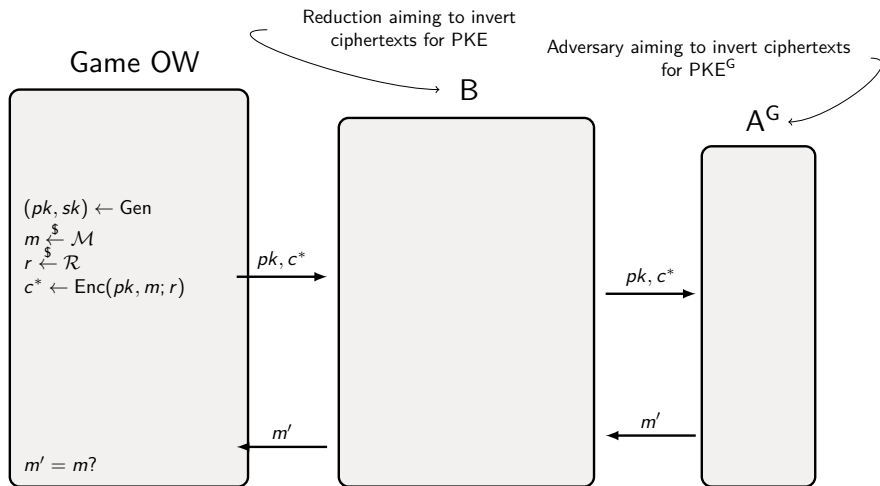 Reduction aiming to invert
ciphertexts for PKE
Adversary aiming to invert ciphertexts
for PKE^G
Game OW
B
A^G
(pk, sk) ← Gen
m ←$ ℳ
r ←$ ℛ
c* ← Enc(pk, m; r)
pk, c*
pk, c*
m′
m′
m′ = m?